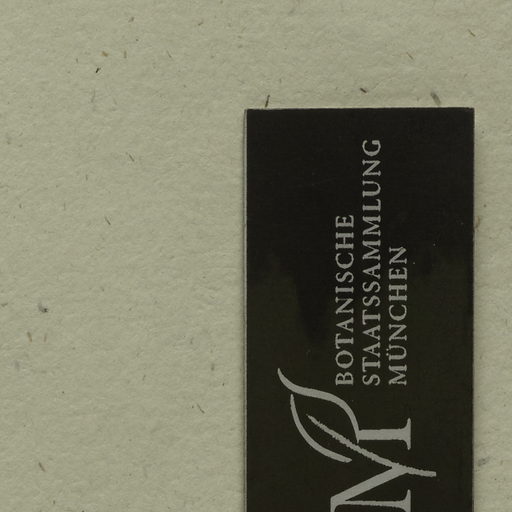 BOTANISCHE
STAATSSAMMLUNG
MÜNCHEN
M